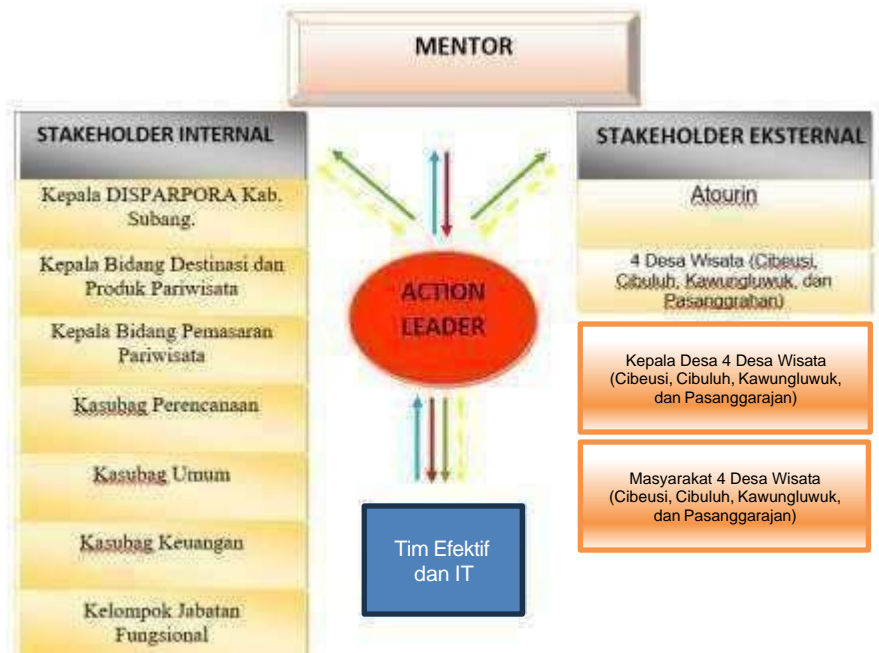 MENTOR
STAKEHOLDER INTERNAL
Kepala DISPARPORA Kab.
Subang.
Kepala Bidang Destinasi dan
Produk Pariwisata
Kepala Bidang Pemasaran
Pariwisata
Kasubag Perencanaan
Kasubag Umum
Kasubag Keuangan
Kelompok Jabatan
Fungsional
ACTION
LEADER
Tim Efektif
dan IT
STAKEHOLDER EKSTERNAL
Atourin
4 Desa Wisata (Cibeusi,
Cibuluh, Kawungluwuk, dan
Pasanggrahan)
Kepala Desa 4 Desa Wisata
(Cibeusi, Cibuluh, Kawungluwuk,
dan Pasanggarajan)
Masyarakat 4 Desa Wisata
(Cibeusi, Cibuluh, Kawungluwuk,
dan Pasanggarajan)